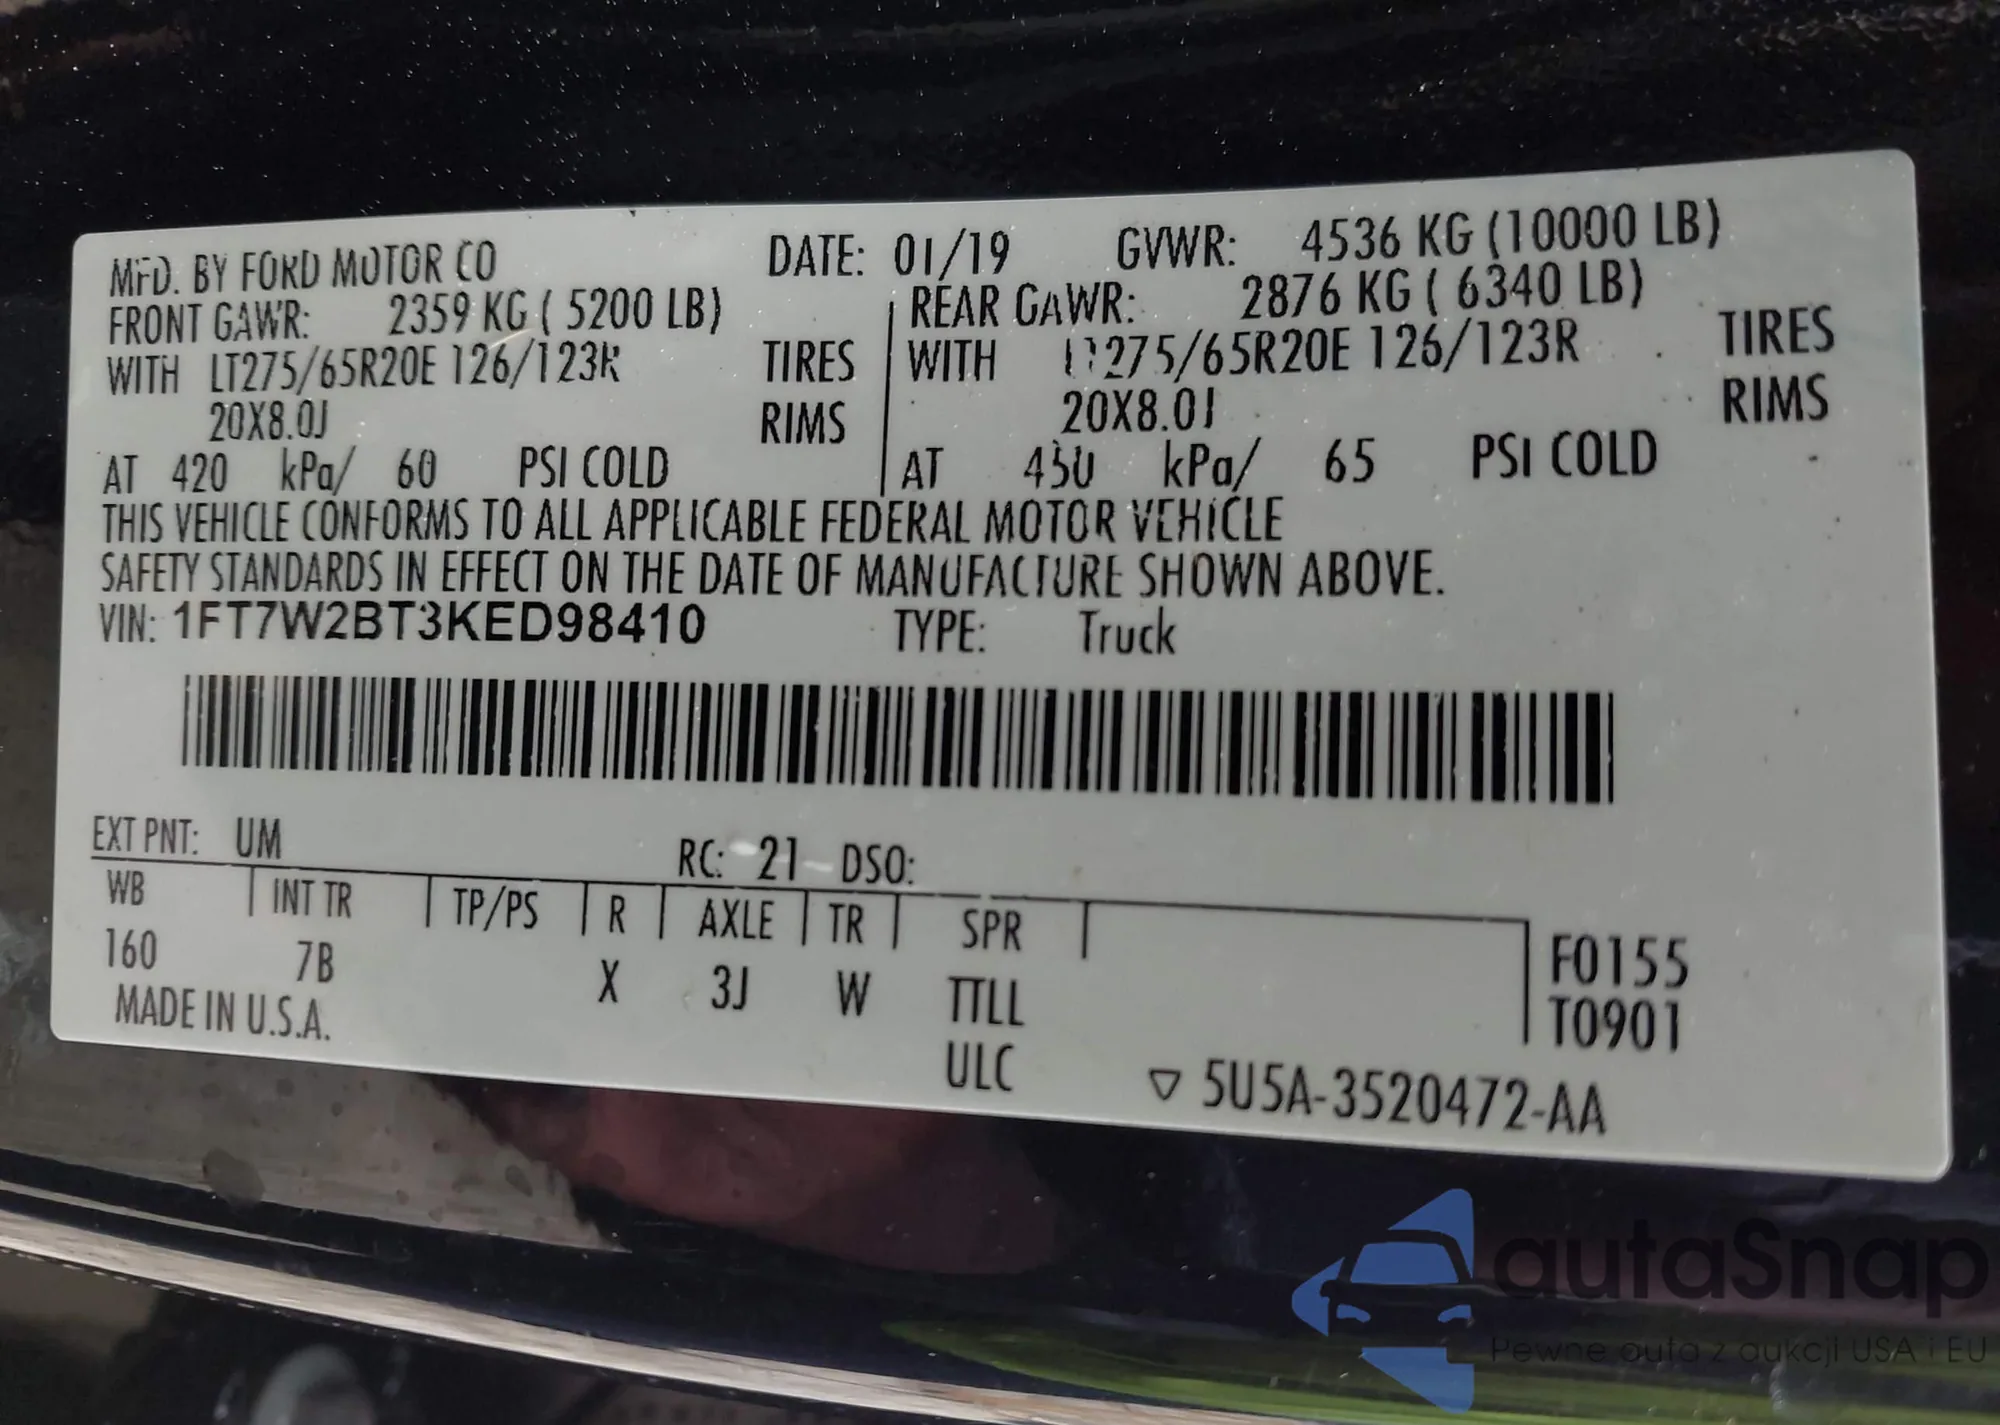 MFD. BY FORD MOTOR CO DATE: 01/19 GVWR: 4536 KG (10000 LB)
FRONT GAWR: 2359 KG ( 5200 LB) REAR GAWR: 2876 KG ( 6340 LB)
WITH LT275/65R20E 126/123R TIRES WITH LT275/65R20E 126/123R TIRES
20X8.0J RIMS 20X8.0J RIMS
AT 420 kPa/ 60 PSI COLD AT 450 kPa/ 65 PSI COLD
THIS VEHICLE CONFORMS TO ALL APPLICABLE FEDERAL MOTOR VEHICLE
SAFETY STANDARDS IN EFFECT ON THE DATE OF MANUFACTURE SHOWN ABOVE.
VIN: 1FT7W2BT3KED98410 TYPE: Truck
EXT PNT: UM RC: 21 DSO:
WB INT TR TP/PS R AXLE TR SPR
160 7B X 3J W TTLL F0155
MADE IN U.S.A. ULC T0901
▽ 5U5A-3520472-AA
autaSnap
Pewne auta z aukcji USA i EU